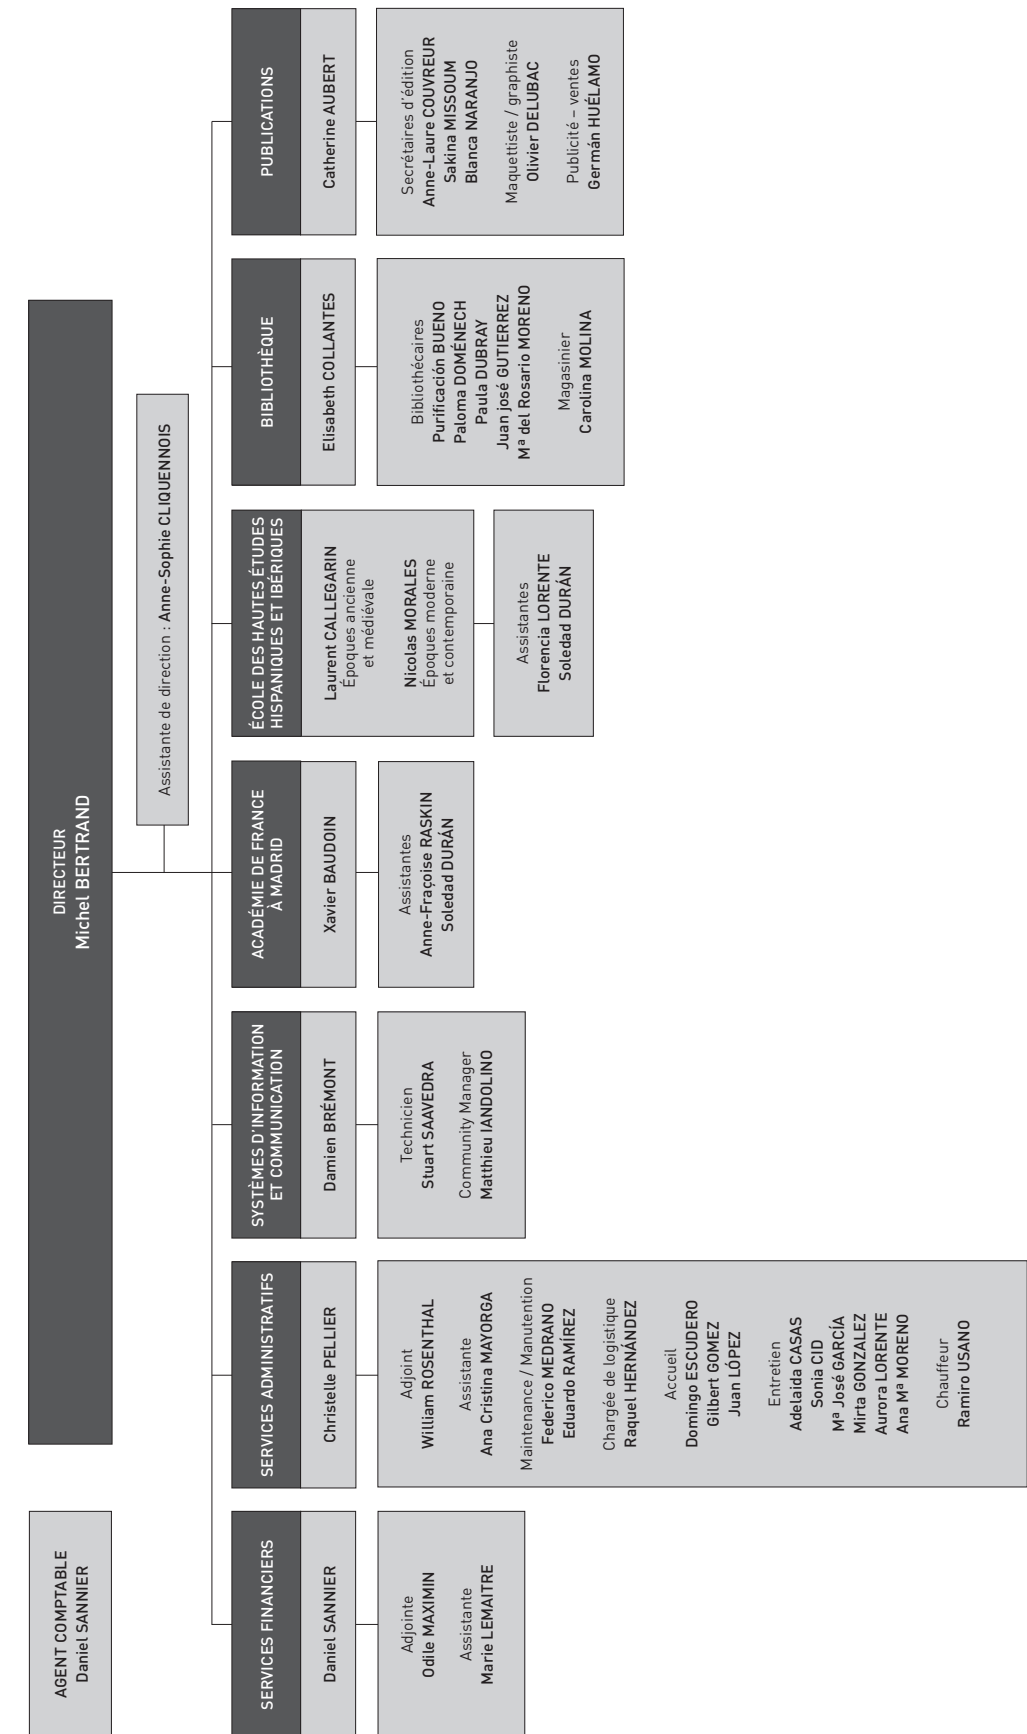 AGENT COMPTABLE
Daniel SANNIER
DIRECTEUR
Michel BERTRAND
Assistante de direction : Anne-Sophie CLIQUENNOIS
SERVICES FINANCIERS
Daniel SANNIER
Adjointe
Odile MAXIMIN
Assistante
Marie LEMAITRE
SERVICES ADMINISTRATIFS
Christelle PELLIER
Adjoint
William ROSENTHAL
Assistante
Ana Cristina MAYORGA
Maintenance / Manutention
Federico MEDRANO
Eduardo RAMÍREZ
Chargée de logistique
Raquel HERNÁNDEZ
Accueil
Domingo ESCUDERO
Gilbert GOMEZ
Juan LÓPEZ
Entretien
Adelaida CASAS
Sonia CID
Mª José GARCÍA
Mirta GONZALEZ
Aurora LORENTE
Ana Mª MORENO
Chauffeur
Ramiro USANO
SYSTÈMES D'INFORMATION
ET COMMUNICATION
Damien BRÉMONT
Technicien
Stuart SAAVEDRA
Community Manager
Matthieu IANDOLINO
ACADÉMIE DE FRANCE
À MADRID
Xavier BAUDOIN
Assistantes
Anne-Fraçoise RASKIN
Soledad DURÁN
ÉCOLE DES HAUTES ÉTUDES
HISPANIQUES ET IBÉRIQUES
Laurent CALLEGARIN
Époques ancienne
et médiévale
Nicolas MORALES
Époques moderne
et contemporaine
Assistantes
Florencia LORENTE
Soledad DURÁN
BIBLIOTHÈQUE
Elisabeth COLLANTES
Bibliothécaires
Purificación BUENO
Paloma DOMÉNECH
Paula DUBRAY
Juan josé GUTIERREZ
Mª del Rosario MORENO
Magasinier
Carolina MOLINA
PUBLICATIONS
Catherine AUBERT
Secrétaires d'édition
Anne-Laure COUVREUR
Sakina MISSOUM
Blanca NARANJO
Maquettiste / graphiste
Olivier DELUBAC
Publicité – ventes
Germán HUÉLAMO